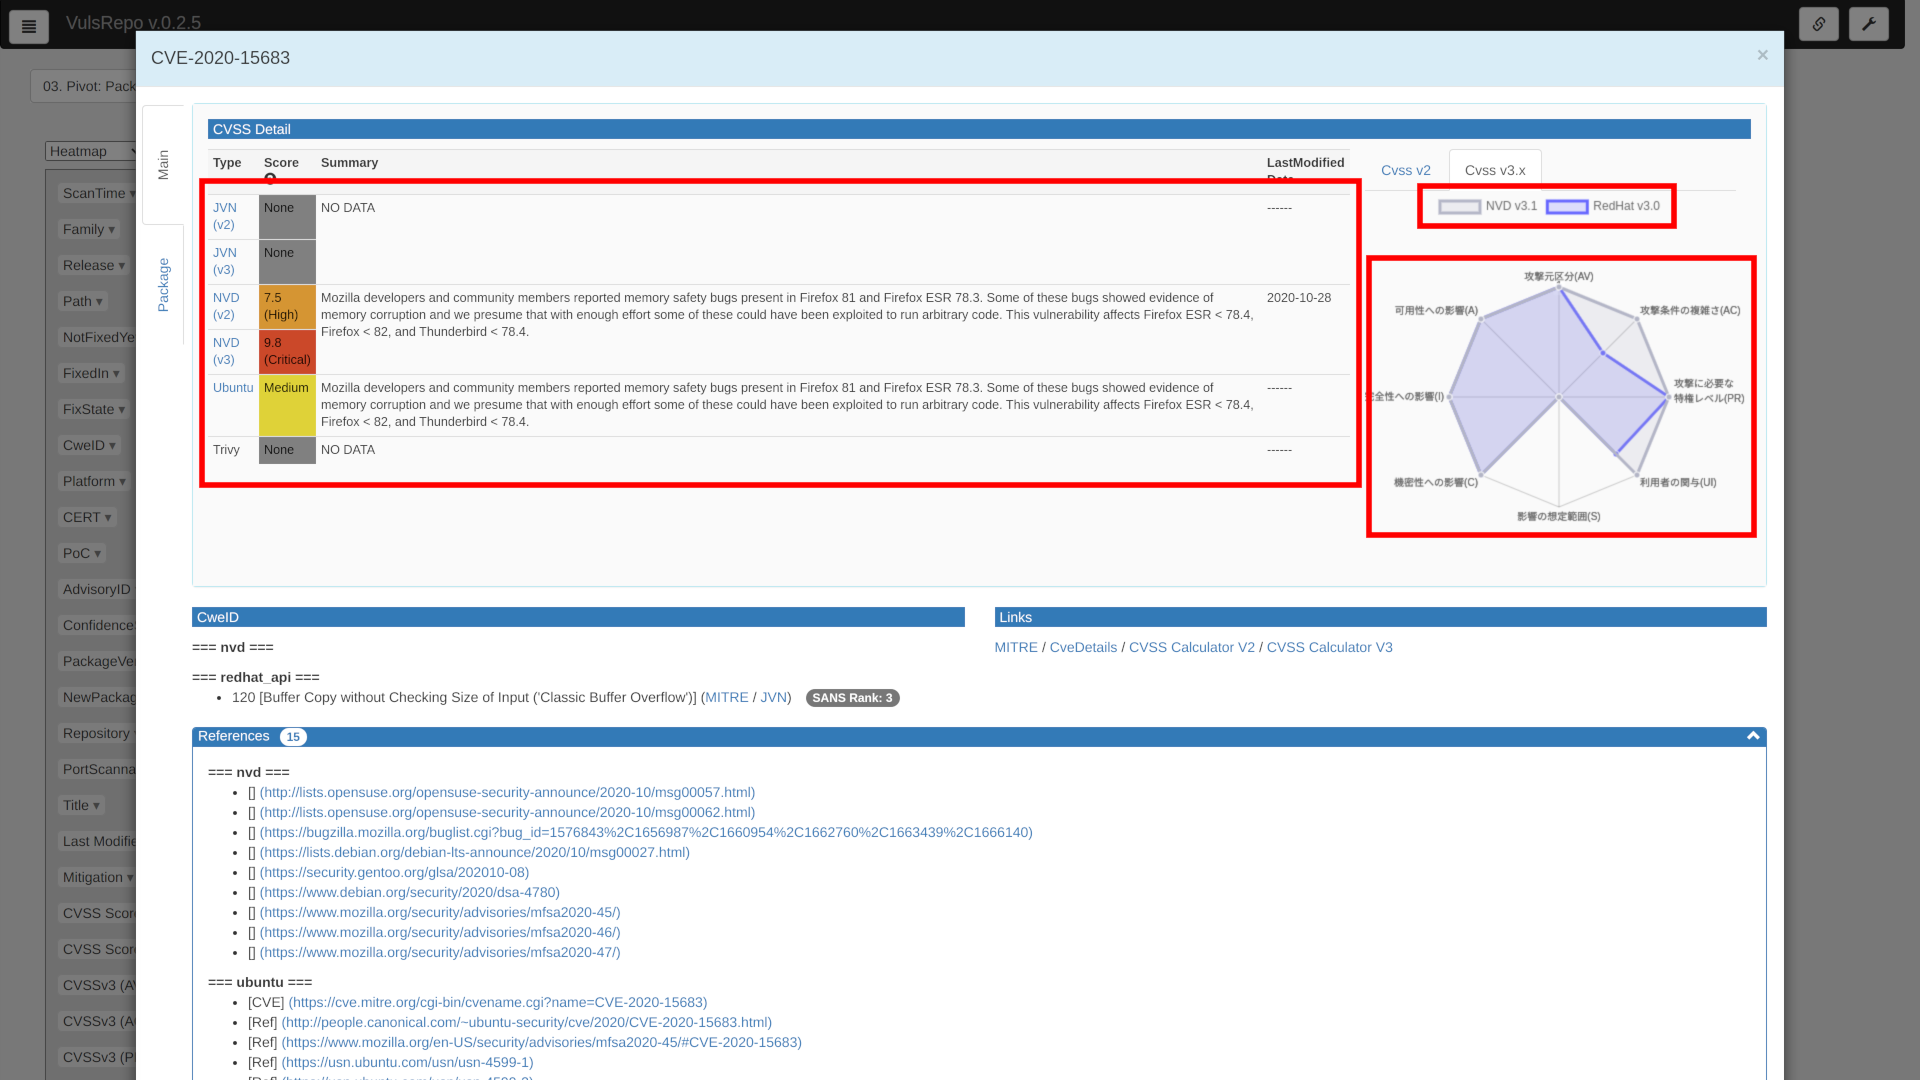 VulsRepo v.0.2.5
CVE-2020-15683
×
03. Pivot: Pack
Heatmap
ScanTime ▾
Family ▾
Release ▾
Path ▾
NotFixedYe
FixedIn ▾
FixState ▾
CweID ▾
Platform ▾
CERT ▾
PoC ▾
AdvisoryID
Confidence
PackageVe
NewPackag
Repository
PortScanna
Title ▾
Last Modifie
Mitigation ▾
CVSS Scor
CVSS Scor
CVSSv3 (A
CVSSv3 (A
CVSSv3 (P
Main
Package
CVSS Detail
Type Score Summary LastModified
JVN (v2) None NO DATA ------
JVN (v3) None
NVD (v2) 7.5 (High) Mozilla developers and community members reported memory safety bugs present in Firefox 81 and Firefox ESR 78.3. Some of these bugs showed evidence of 2020-10-28
memory corruption and we presume that with enough effort some of these could have been exploited to run arbitrary code. This vulnerability affects Firefox ESR < 78.4,
Firefox < 82, and Thunderbird < 78.4.
NVD (v3) 9.8 (Critical)
Ubuntu Medium Mozilla developers and community members reported memory safety bugs present in Firefox 81 and Firefox ESR 78.3. Some of these bugs showed evidence of ------
memory corruption and we presume that with enough effort some of these could have been exploited to run arbitrary code. This vulnerability affects Firefox ESR < 78.4,
Firefox < 82, and Thunderbird < 78.4.
Trivy None NO DATA ------
Cvss v2 Cvss v3.x
NVD v3.1 RedHat v3.0
攻撃元区分(AV)
可用性への影響(A) 攻撃条件の複雑さ(AC)
全性への影響(I) 攻撃に必要な
特権レベル(PR)
機密性への影響(C) 利用者の関与(UI)
影響の想定範囲(S)
CweID
=== nvd ===
=== redhat_api ===
• 120 [Buffer Copy without Checking Size of Input ('Classic Buffer Overflow')] (MITRE / JVN) SANS Rank: 3
Links
MITRE / CveDetails / CVSS Calculator V2 / CVSS Calculator V3
References 15
=== nvd ===
• [] (http://lists.opensuse.org/opensuse-security-announce/2020-10/msg00057.html)
• [] (http://lists.opensuse.org/opensuse-security-announce/2020-10/msg00062.html)
• [] (https://bugzilla.mozilla.org/buglist.cgi?bug_id=1576843%2C1656987%2C1660954%2C1662760%2C1663439%2C1666140)
• [] (https://lists.debian.org/debian-lts-announce/2020/10/msg00027.html)
• [] (https://security.gentoo.org/glsa/202010-08)
• [] (https://www.debian.org/security/2020/dsa-4780)
• [] (https://www.mozilla.org/security/advisories/mfsa2020-45/)
• [] (https://www.mozilla.org/security/advisories/mfsa2020-46/)
• [] (https://www.mozilla.org/security/advisories/mfsa2020-47/)
=== ubuntu ===
• [CVE] (https://cve.mitre.org/cgi-bin/cvename.cgi?name=CVE-2020-15683)
• [Ref] (http://people.canonical.com/~ubuntu-security/cve/2020/CVE-2020-15683.html)
• [Ref] (https://www.mozilla.org/en-US/security/advisories/mfsa2020-45/#CVE-2020-15683)
• [Ref] (https://usn.ubuntu.com/usn/usn-4599-1)